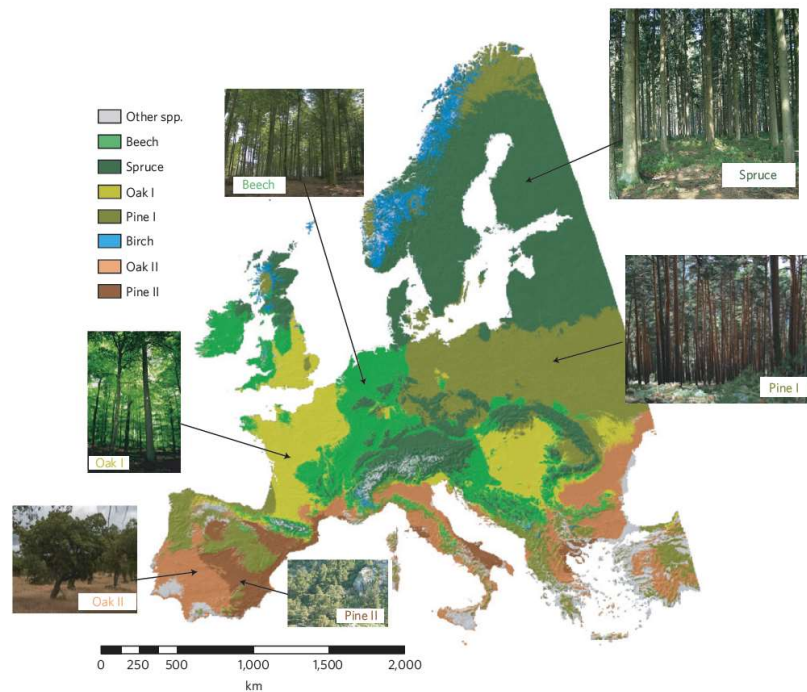 Other spp.
Beech
Spruce
Oak I
Pine I
Birch
Oak II
Pine II
Beech
Spruce
Pine I
Oak I
Oak II
Pine II
0 250 500 1,000 1,500 2,000
km